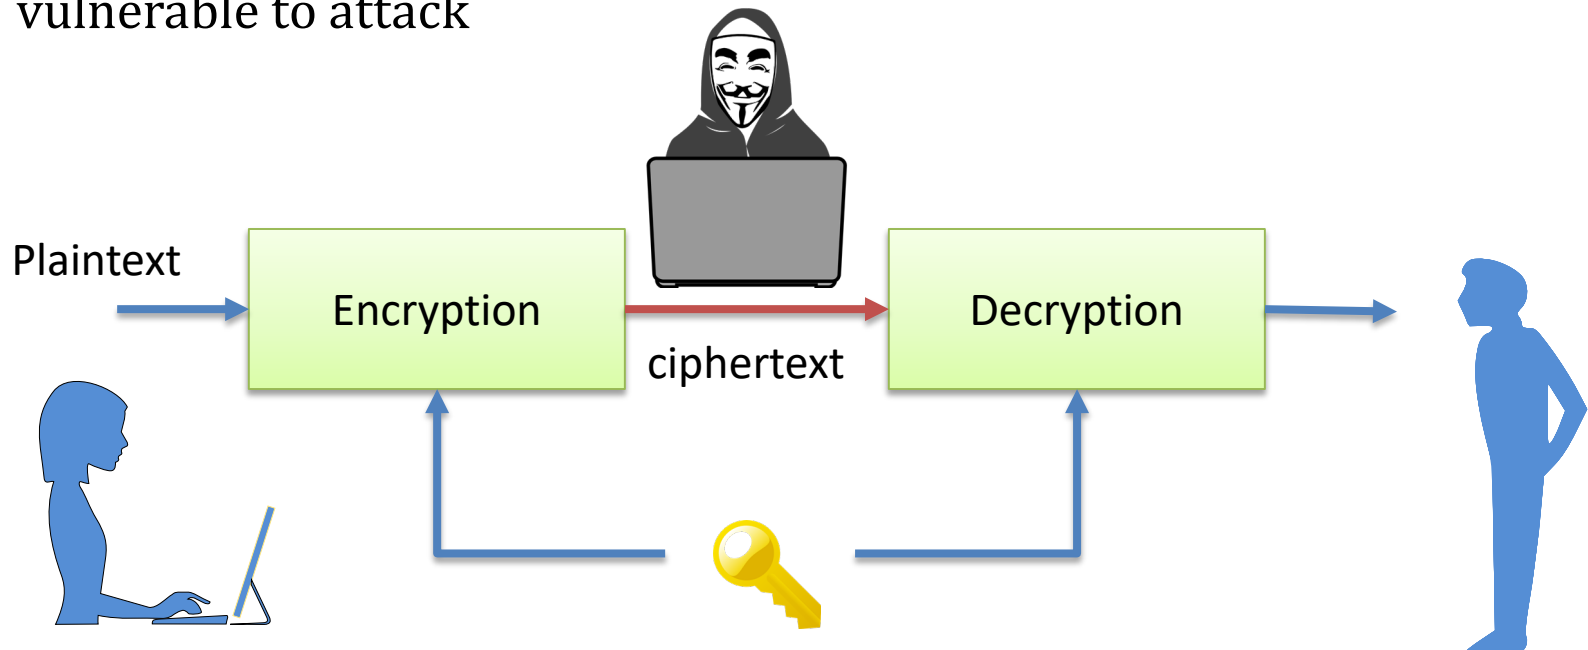 vulnerable to attack
Plaintext
Encryption
Decryption
ciphertext